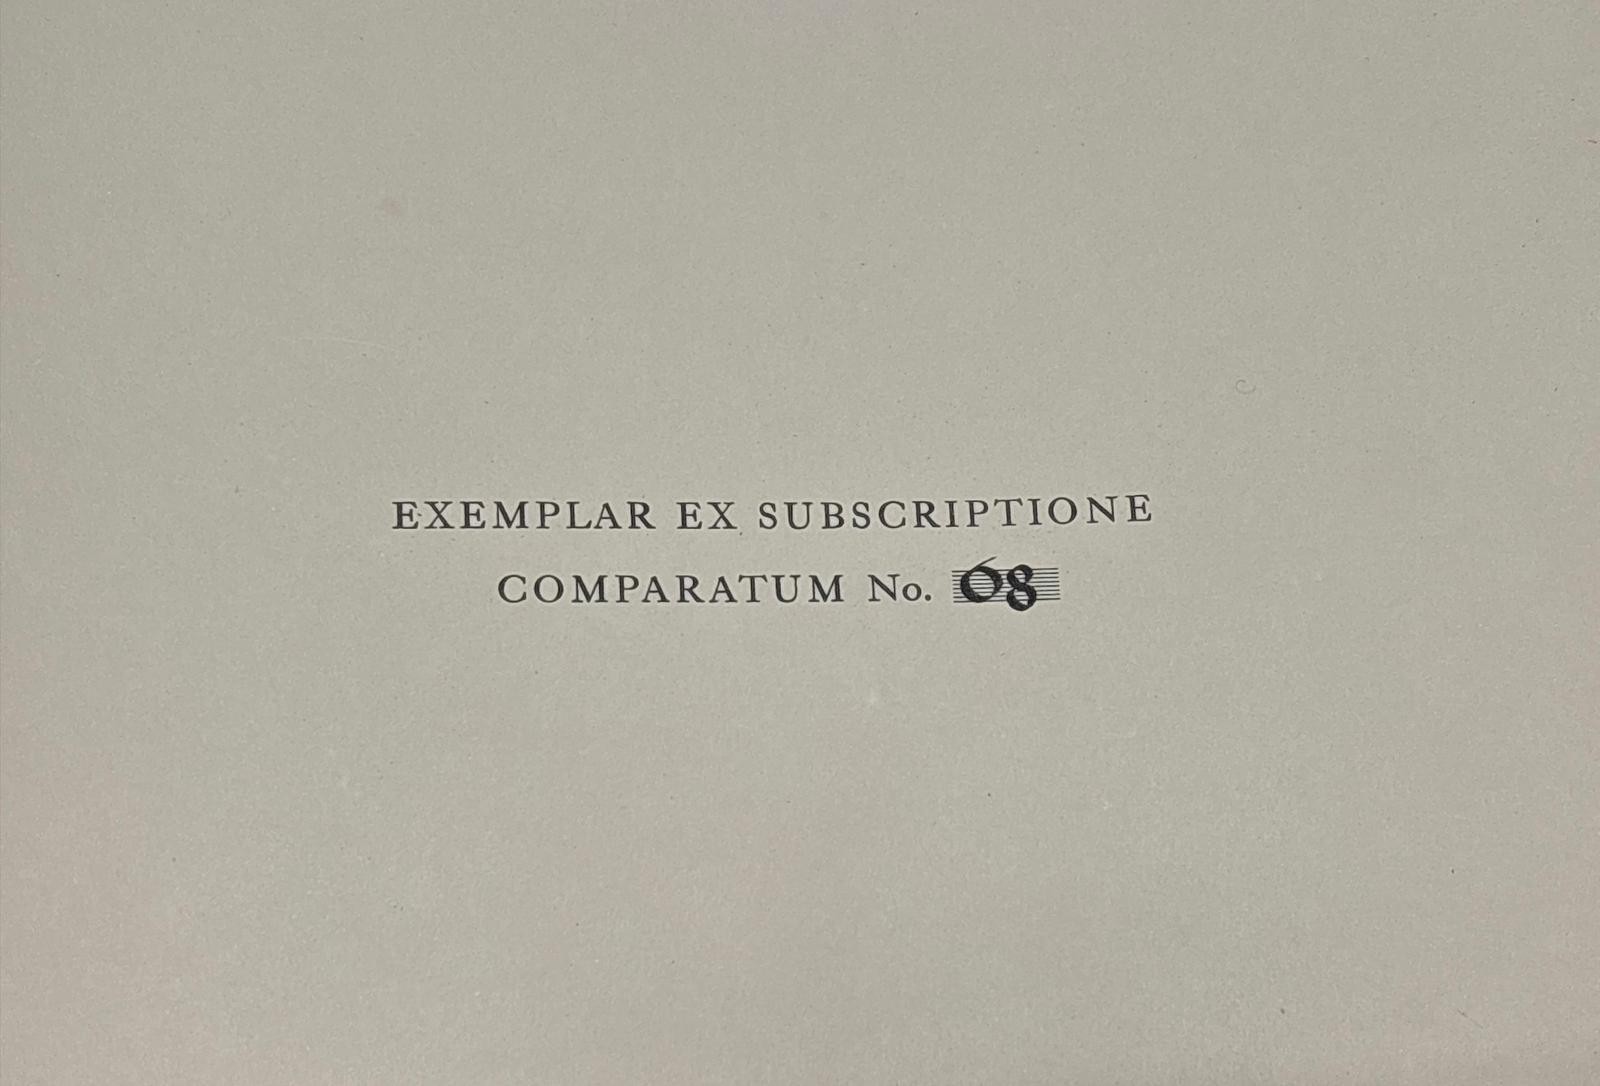 EXEMPLAR EX SUBSCRIPTIONE
COMPARATUM No. 68